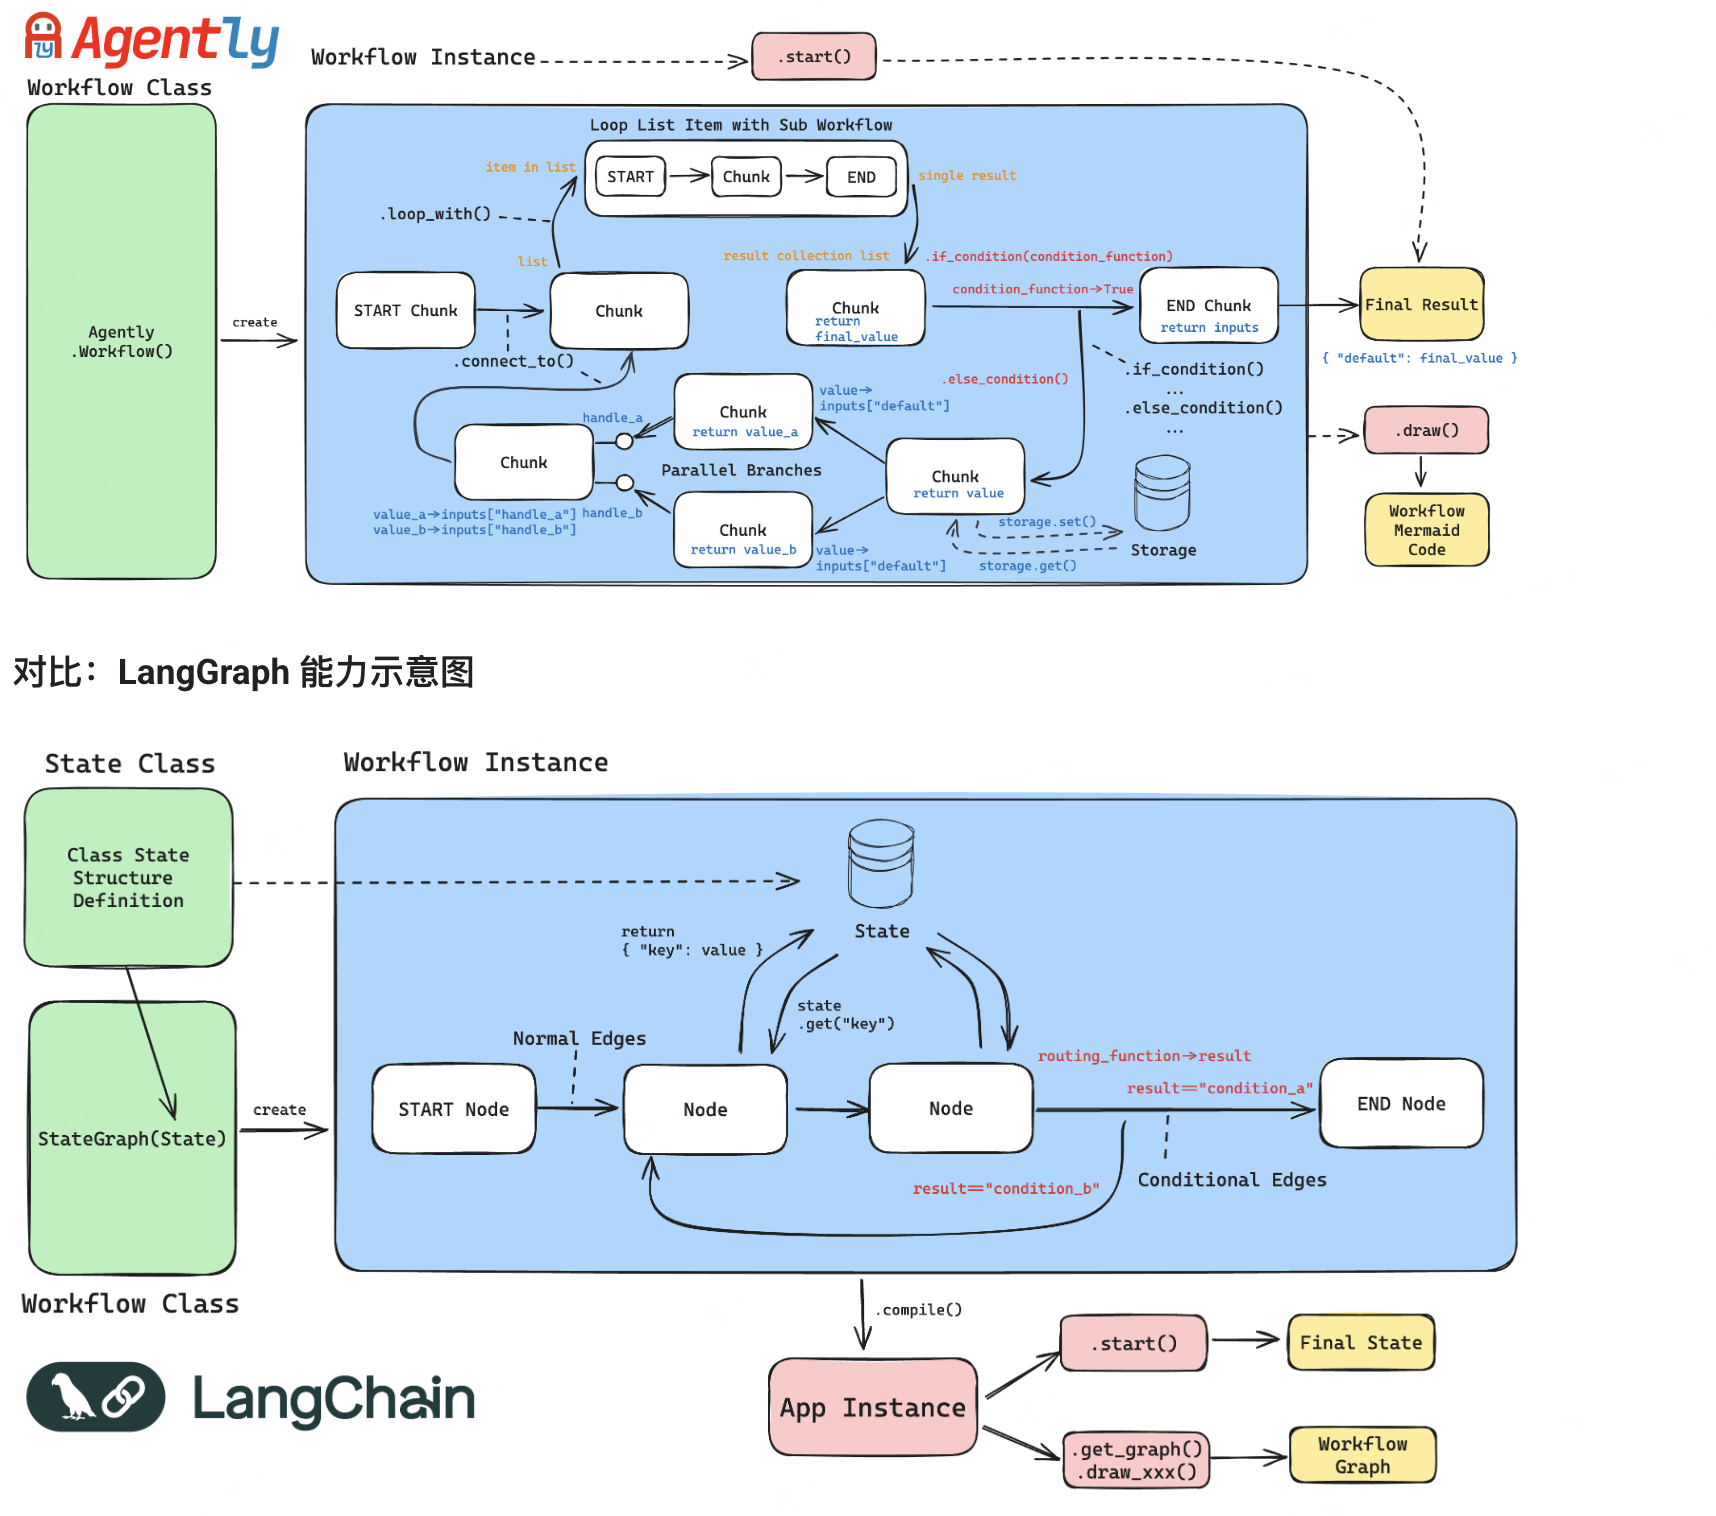 Agently
ly
Workflow Instance
.start()
Workflow Class
Agently
.Workflow()
create
Loop List Item with Sub Workflow
item in list
START
Chunk
END
single result
.loop_with()
list
result collection list
.if_condition(condition_function)
START Chunk
Chunk
Chunk
return
final_value
condition_function→True
END Chunk
return inputs
Final Result
{ "default": final_value }
.connect_to()
.else_condition()
.if_condition()
...
.else_condition()
...
handle_a
Chunk
return value_a
value→
inputs["default"]
.draw()
Chunk
Parallel Branches
Chunk
return value
value_a→inputs["handle_a"]
value_b→inputs["handle_b"]
handle_b
Chunk
return value_b
value→
inputs["default"]
storage.set()
storage.get()
Storage
Workflow
Mermaid
Code
对比：LangGraph 能力示意图
State Class
Workflow Instance
Class State
Structure
Definition
State
return
{ "key": value }
state
.get("key")
Normal Edges
routing_function→result
result=="condition_a"
create
StateGraph(State)
START Node
Node
Node
END Node
result=="condition_b"
Conditional Edges
Workflow Class
.compile()
LangChain
App Instance
.start()
Final State
.get_graph()
.draw_xxx()
Workflow
Graph